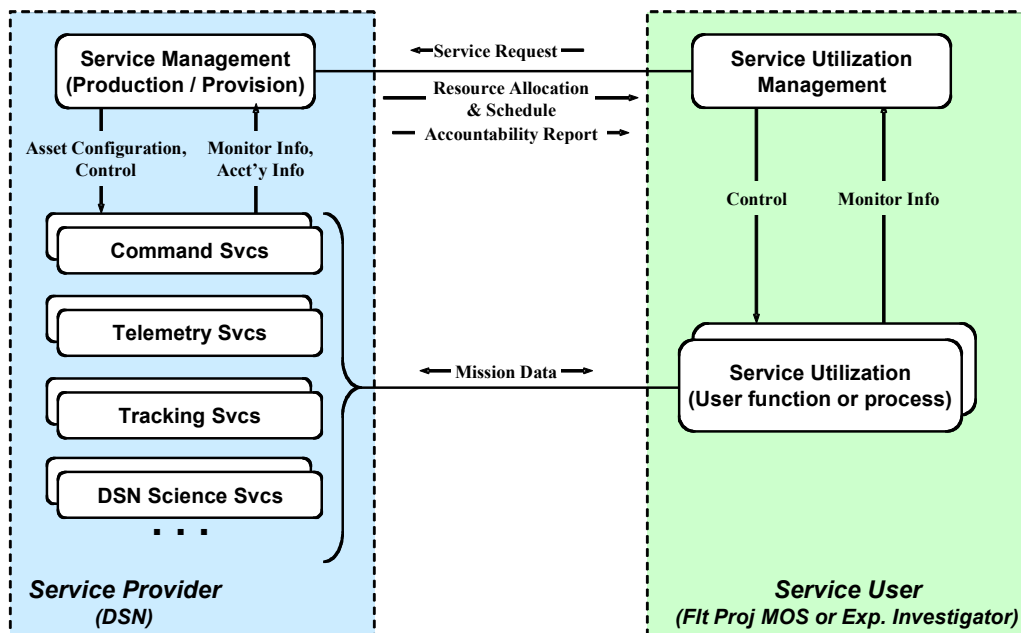 Service Management
(Production / Provision)
Service Request
Resource Allocation
& Schedule
Accountability Report
Service Utilization
Management
Asset Configuration,
Control
Monitor Info,
Acct'y Info
Control
Monitor Info
Command Svcs
Telemetry Svcs
Tracking Svcs
DSN Science Svcs
. . .
Mission Data
Service Utilization
(User function or process)
Service Provider
(DSN)
Service User
(Flt Proj MOS or Exp. Investigator)